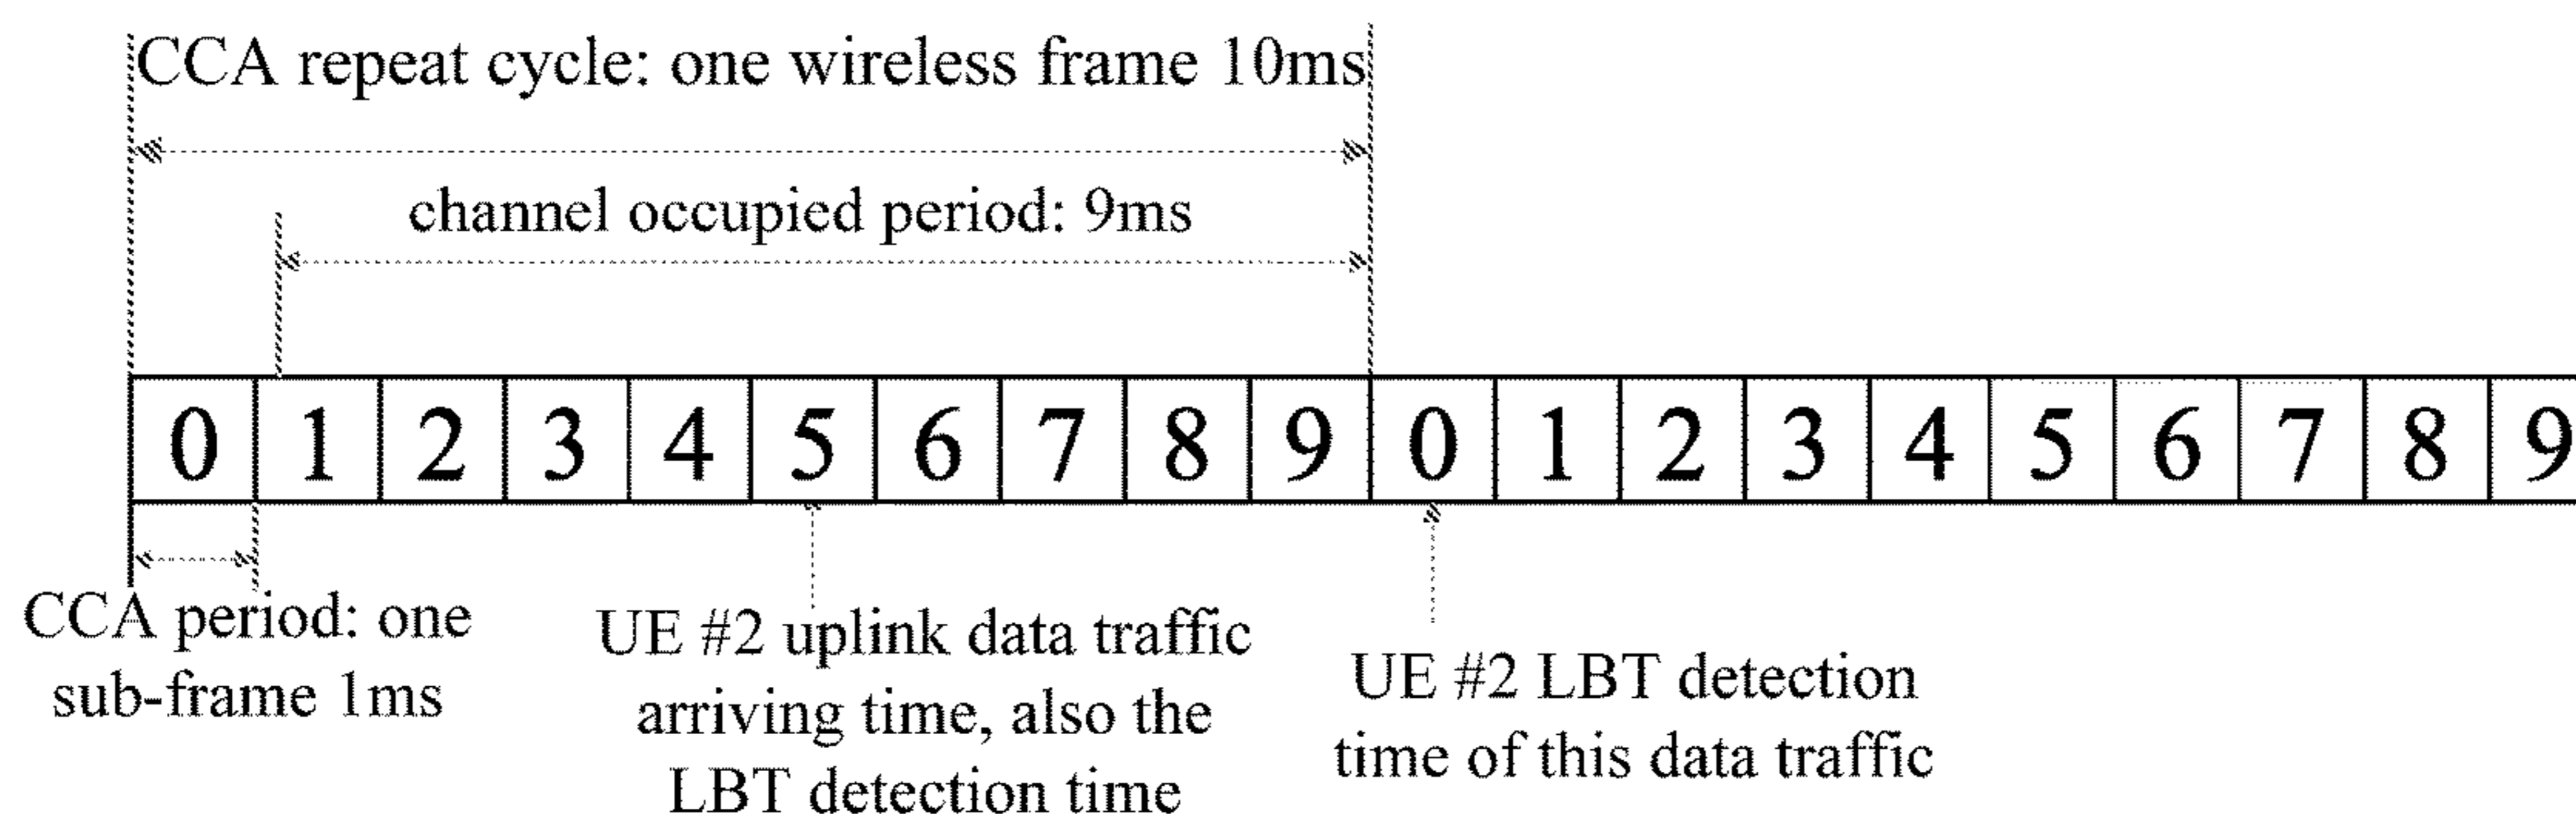 CCA repeat cycle: one wireless frame 10ms
channel occupied period: 9ms
0 1 2 3 4 5 6 7 8 9 0 1 2 3 4 5 6 7 8 9
CCA period: one
sub-frame 1ms
UE #2 uplink data traffic
arriving time, also the
LBT detection time
UE #2 LBT detection
time of this data traffic